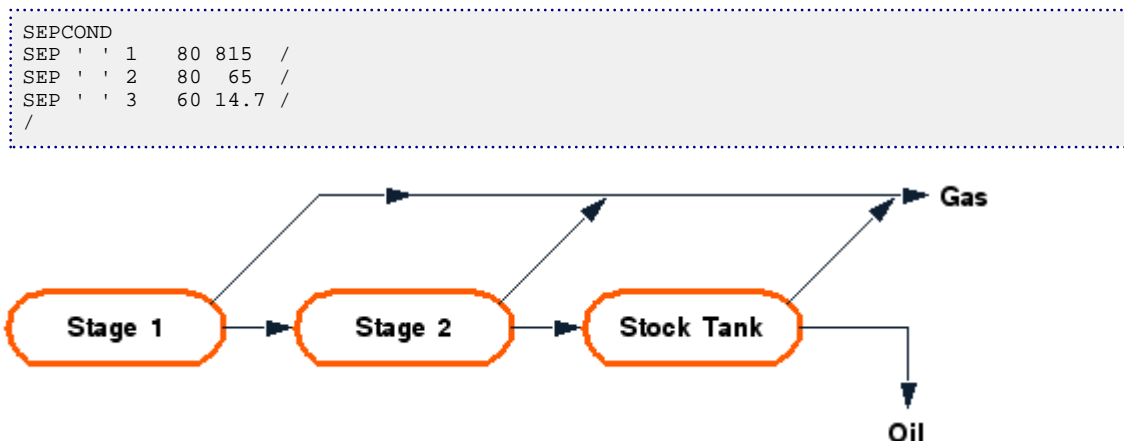 SEPCOND
SEP ' ' 1   80 815  /
SEP ' ' 2   80  65  /
SEP ' ' 3   60 14.7 /
/
Gas
Stage 1
Stage 2
Stock Tank
Oil